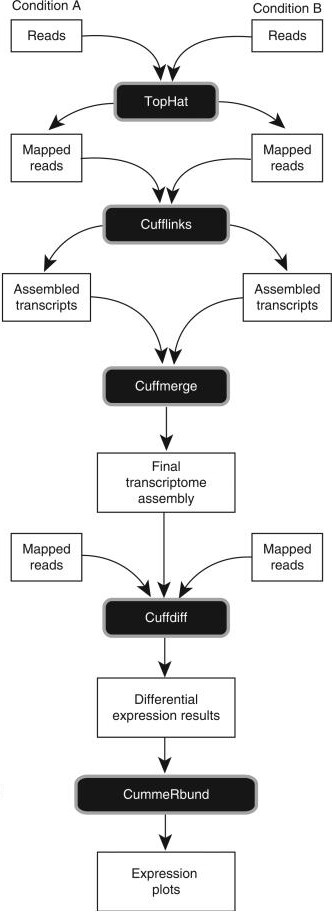 Condition A
Condition B
Reads
Reads
TopHat
Mapped
reads
Mapped
reads
Cufflinks
Assembled
transcripts
Assembled
transcripts
Cuffmerge
Final
transcriptome
assembly
Mapped
reads
Mapped
reads
Cuffdiff
Differential
expression results
CummeRbund
Expression
plots